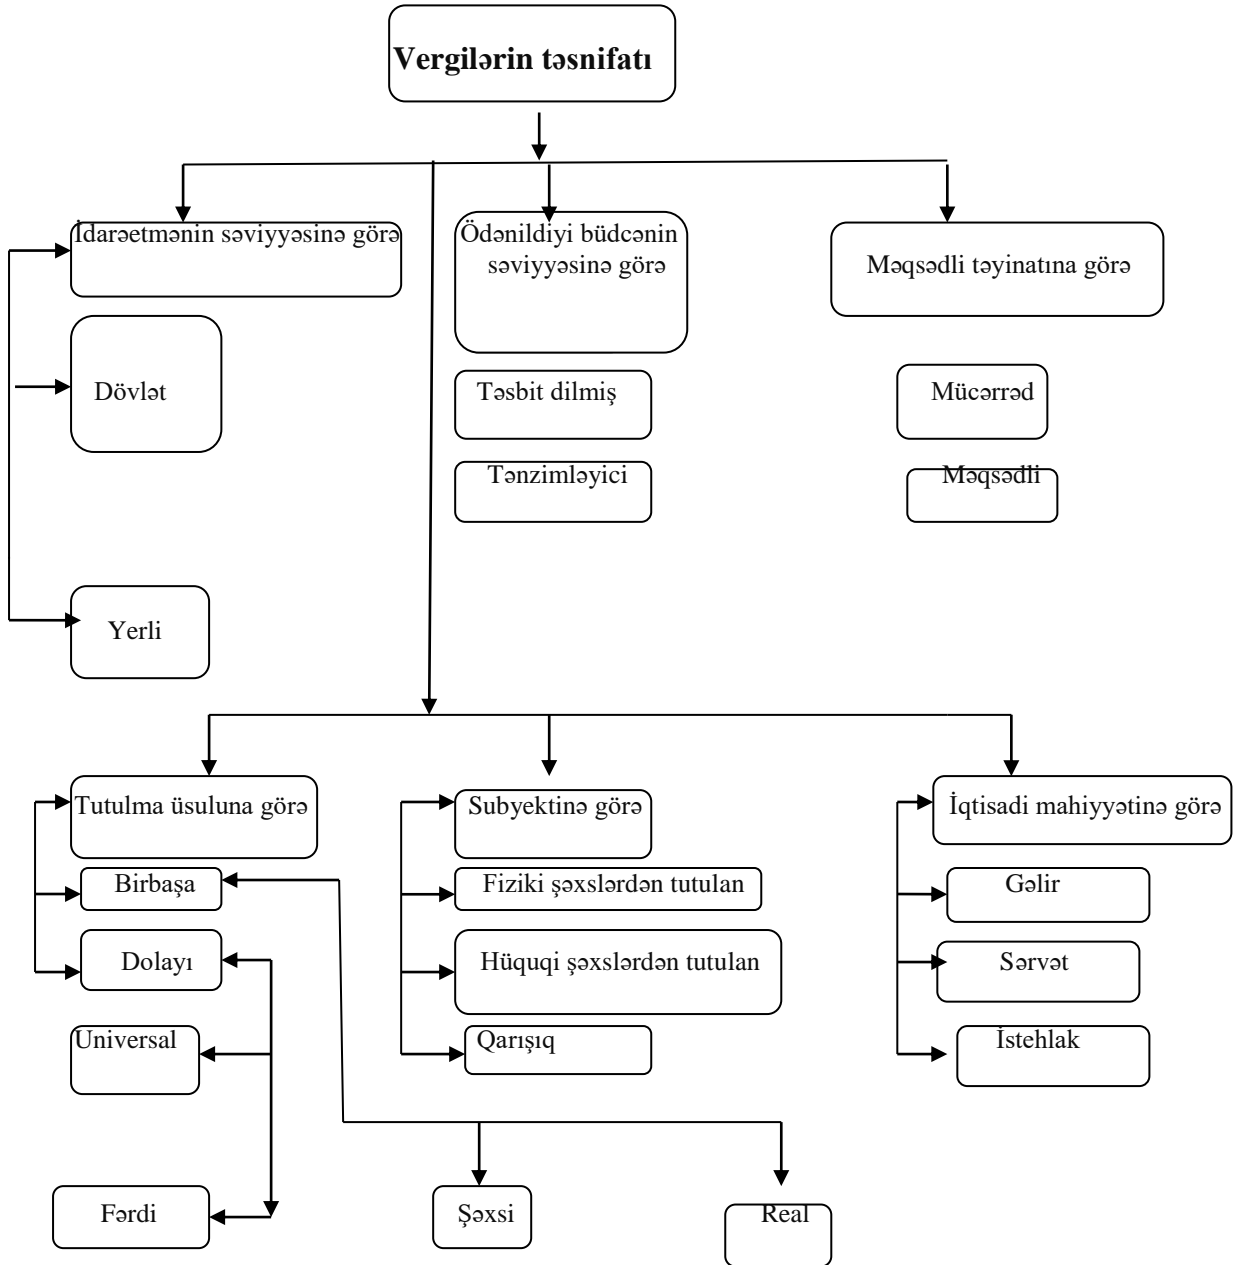 Vergilərin təsnifatı
İdarəetmənin səviyyəsinə görə
Ödənildiyi büdcənin
səviyyəsinə görə
Məqsədli təyinatına görə
Dövlət
Təsbit dilmiş
Mücərrəd
Tənzimləyici
Məqsədli
Yerli
Tutulma üsuluna görə
Subyektinə görə
İqtisadi mahiyyətinə görə
Birbaşa
Fiziki şəxslərdən tutulan
Gəlir
Dolayı
Hüquqi şəxslərdən tutulan
Sərvət
Universal
Qarışıq
İstehlak
Fərdi
Şəxsi
Real